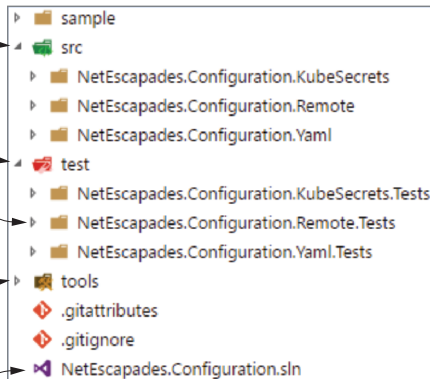 sample
src
NetEscapades.Configuration.KubeSecrets
NetEscapades.Configuration.Remote
NetEscapades.Configuration.Yaml
test
NetEscapades.Configuration.KubeSecrets.Tests
NetEscapades.Configuration.Remote.Tests
NetEscapades.Configuration.Yaml.Tests
tools
.gitattributes
.gitignore
NetEscapades.Configuration.sln